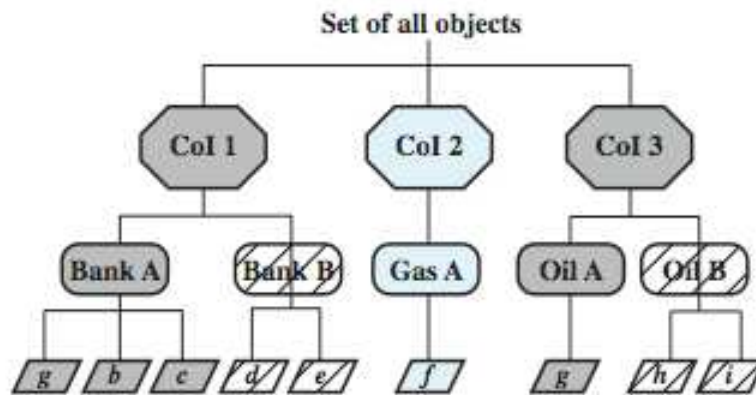 Set of all objects
CoI 1 CoI 2 CoI 3
Bank A Bank B Gas A Oil A Oil B
g b c d e f g h i